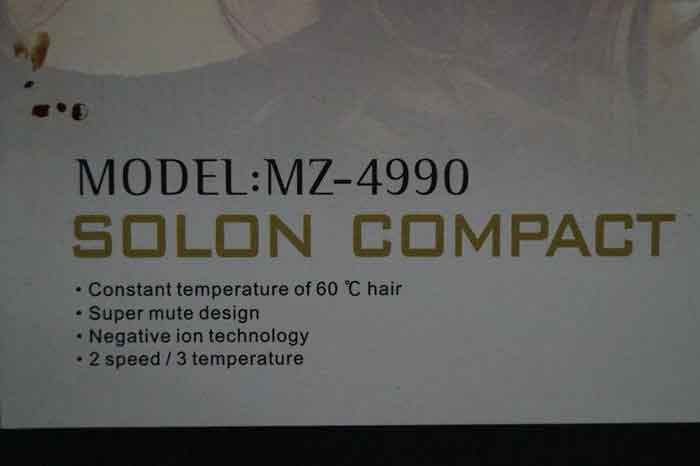 MODEL:MZ-4990
SOLON COMPACT
• Constant temperature of 60 ℃ hair
• Super mute design
• Negative ion technology
• 2 speed / 3 temperature